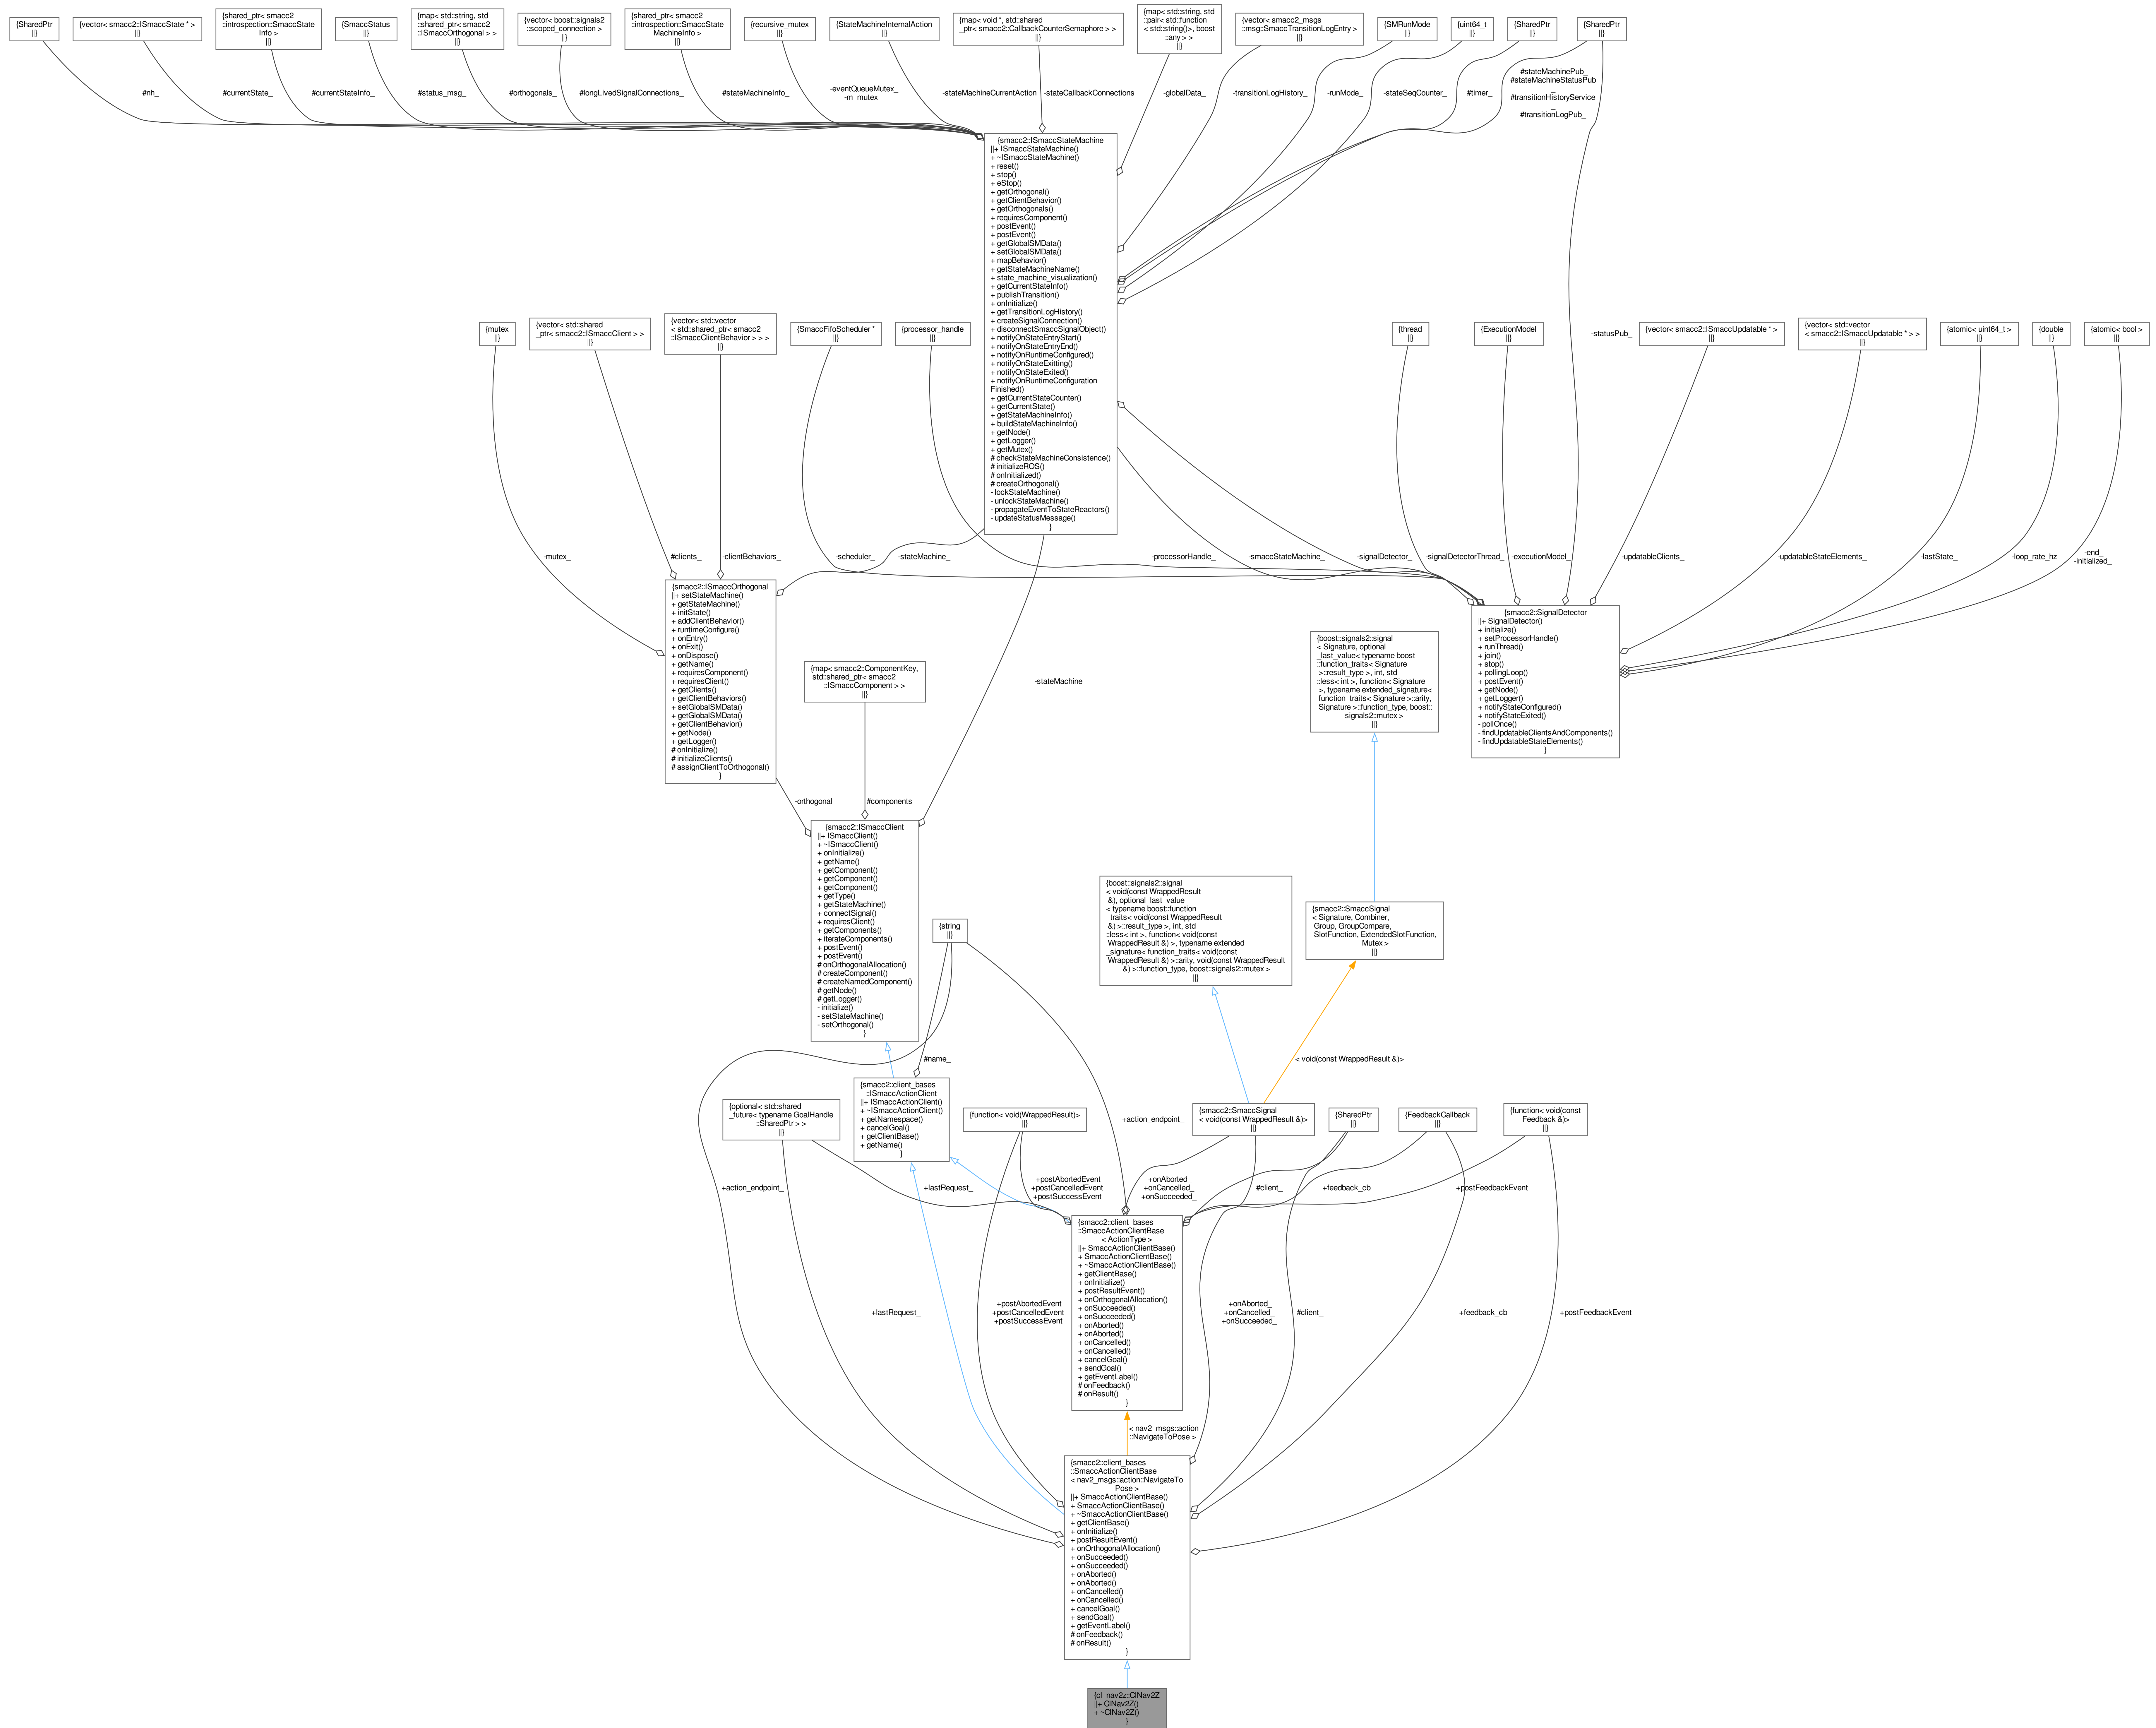 {SharedPtr
||}
{vector< smacc2::ISmaccState * >
||}
{shared_ptr< smacc2
::introspection::SmaccState
Info >
||}
{SmaccStatus
||}
{map< std::string, std
::shared_ptr< smacc2
::ISmaccOrthogonal > >
||}
{vector< boost::signals2
::scoped_connection >
||}
{shared_ptr< smacc2
::introspection::SmaccState
MachineInfo >
||}
{recursive_mutex
||}
{StateMachineInternalAction
||}
{map< void *, std::shared
_ptr< smacc2::CallbackCounterSemaphore > >
||}
{map< std::string, std
::pair< std::function
< std::string()>, boost
::any > >
||}
{vector< smacc2_msgs
::msg::SmaccTransitionLogEntry >
||}
{SMRunMode
||}
{uint64_t
||}
{SharedPtr
||}
{SharedPtr
||}
#nh_
#currentState_
#currentStateInfo_
#status_msg_
#orthogonals_
#longLivedSignalConnections_
#stateMachineInfo_
-eventQueueMutex_
-m_mutex_
-stateMachineCurrentAction
-stateCallbackConnections
-globalData_
-transitionLogHistory_
-runMode_
-stateSeqCounter_
#timer_
#stateMachinePub_
#stateMachineStatusPub
_
#transitionHistoryService
_
#transitionLogPub_
{smacc2::ISmaccStateMachine
||+ ISmaccStateMachine()
+ ~ISmaccStateMachine()
+ reset()
+ stop()
+ eStop()
+ getOrthogonal()
+ getClientBehavior()
+ getOrthogonals()
+ requiresComponent()
+ postEvent()
+ postEvent()
+ getGlobalSMData()
+ setGlobalSMData()
+ mapBehavior()
+ getStateMachineName()
+ state_machine_visualization()
+ getCurrentStateInfo()
+ publishTransition()
+ onInitialize()
+ getTransitionLogHistory()
+ createSignalConnection()
+ disconnectSmaccSignalObject()
+ notifyOnStateEntryStart()
+ notifyOnStateEntryEnd()
+ notifyOnRuntimeConfigured()
+ notifyOnStateExitting()
+ notifyOnStateExited()
+ notifyOnRuntimeConfiguration
Finished()
+ getCurrentStateCounter()
+ getCurrentState()
+ getStateMachineInfo()
+ buildStateMachineInfo()
+ getNode()
+ getLogger()
+ getMutex()
# checkStateMachineConsistence()
# initializeROS()
# onInitialized()
# createOrthogonal()
- lockStateMachine()
- unlockStateMachine()
- propagateEventToStateReactors()
- updateStatusMessage()
}
{mutex
||}
{vector< std::shared
_ptr< smacc2::ISmaccClient > >
||}
{vector< std::vector
< std::shared_ptr< smacc2
::ISmaccClientBehavior > > >
||}
{SmaccFifoScheduler *
||}
{processor_handle
||}
{thread
||}
{ExecutionModel
||}
-statusPub_
{vector< smacc2::ISmaccUpdatable * >
||}
{vector< std::vector
< smacc2::ISmaccUpdatable * > >
||}
{atomic< uint64_t >
||}
{double
||}
{atomic< bool >
||}
-mutex_
#clients_
-clientBehaviors_
-scheduler_
-stateMachine_
-processorHandle_
-smaccStateMachine_
-signalDetector_
-signalDetectorThread_
-executionModel_
-updatableClients_
-updatableStateElements_
-lastState_
-loop_rate_hz
-end_
-initialized_
{smacc2::ISmaccOrthogonal
||+ setStateMachine()
+ getStateMachine()
+ initState()
+ addClientBehavior()
+ runtimeConfigure()
+ onEntry()
+ onExit()
+ onDispose()
+ getName()
+ requiresComponent()
+ requiresClient()
+ getClients()
+ getClientBehaviors()
+ setGlobalSMData()
+ getGlobalSMData()
+ getClientBehavior()
+ getNode()
+ getLogger()
# onInitialize()
# initializeClients()
# assignClientToOrthogonal()
}
{smacc2::SignalDetector
||+ SignalDetector()
+ initialize()
+ setProcessorHandle()
+ runThread()
+ join()
+ stop()
+ pollingLoop()
+ postEvent()
+ getNode()
+ getLogger()
+ notifyStateConfigured()
+ notifyStateExited()
- pollOnce()
- findUpdatableClientsAndComponents()
- findUpdatableStateElements()
}
{boost::signals2::signal
< Signature, optional
_last_value< typename boost
::function_traits< Signature
>::result_type >, int, std
::less< int >, function< Signature
>, typename extended_signature<
function_traits< Signature >::arity,
Signature >::function_type, boost::
signals2::mutex >
||}
{map< smacc2::ComponentKey,
std::shared_ptr< smacc2
::ISmaccComponent > >
||}
-stateMachine_
-orthogonal_
#components_
{smacc2::ISmaccClient
||+ ISmaccClient()
+ ~ISmaccClient()
+ onInitialize()
+ getName()
+ getComponent()
+ getComponent()
+ getComponent()
+ getType()
+ getStateMachine()
+ connectSignal()
+ requiresClient()
+ getComponents()
+ iterateComponents()
+ postEvent()
+ postEvent()
# onOrthogonalAllocation()
# createComponent()
# createNamedComponent()
# getNode()
# getLogger()
- initialize()
- setStateMachine()
- setOrthogonal()
}
{string
||}
{boost::signals2::signal
< void(const WrappedResult
&), optional_last_value
< typename boost::function
_traits< void(const WrappedResult
&) >::result_type >, int, std
::less< int >, function< void(const
WrappedResult &) >, typename extended
_signature< function_traits< void(const
WrappedResult &) >::arity, void(const WrappedResult
&) >::function_type, boost::signals2::mutex >
||}
{smacc2::SmaccSignal
< Signature, Combiner,
Group, GroupCompare,
SlotFunction, ExtendedSlotFunction,
Mutex >
||}
#name_
< void(const WrappedResult &)>
{optional< std::shared
_future< typename GoalHandle
::SharedPtr > >
||}
{smacc2::client_bases
::ISmaccActionClient
||+ ISmaccActionClient()
+ ~ISmaccActionClient()
+ getNamespace()
+ cancelGoal()
+ getClientBase()
+ getName()
}
{function< void(WrappedResult)>
||}
+action_endpoint_
{smacc2::SmaccSignal
< void(const WrappedResult &)>
||}
{SharedPtr
||}
{FeedbackCallback
||}
{function< void(const
Feedback &)>
||}
+action_endpoint_
+lastRequest_
+postAbortedEvent
+postCancelledEvent
+postSuccessEvent
+onAborted_
+onCancelled_
+onSucceeded_
#client_
+feedback_cb
+postFeedbackEvent
{smacc2::client_bases
::SmaccActionClientBase
< ActionType >
||+ SmaccActionClientBase()
+ SmaccActionClientBase()
+ ~SmaccActionClientBase()
+ getClientBase()
+ onInitialize()
+ postResultEvent()
+ onOrthogonalAllocation()
+ onSucceeded()
+ onSucceeded()
+ onAborted()
+ onAborted()
+ onCancelled()
+ onCancelled()
+ cancelGoal()
+ sendGoal()
+ getEventLabel()
# onFeedback()
# onResult()
}
+lastRequest_
+postAbortedEvent
+postCancelledEvent
+postSuccessEvent
+onAborted_
+onCancelled_
+onSucceeded_
#client_
+feedback_cb
+postFeedbackEvent
< nav2_msgs::action
::NavigateToPose >
{smacc2::client_bases
::SmaccActionClientBase
< nav2_msgs::action::NavigateTo
Pose >
||+ SmaccActionClientBase()
+ SmaccActionClientBase()
+ ~SmaccActionClientBase()
+ getClientBase()
+ onInitialize()
+ postResultEvent()
+ onOrthogonalAllocation()
+ onSucceeded()
+ onSucceeded()
+ onAborted()
+ onAborted()
+ onCancelled()
+ onCancelled()
+ cancelGoal()
+ sendGoal()
+ getEventLabel()
# onFeedback()
# onResult()
}
{cl_nav2z::ClNav2Z
||+ ClNav2Z()
+ ~ClNav2Z()
}